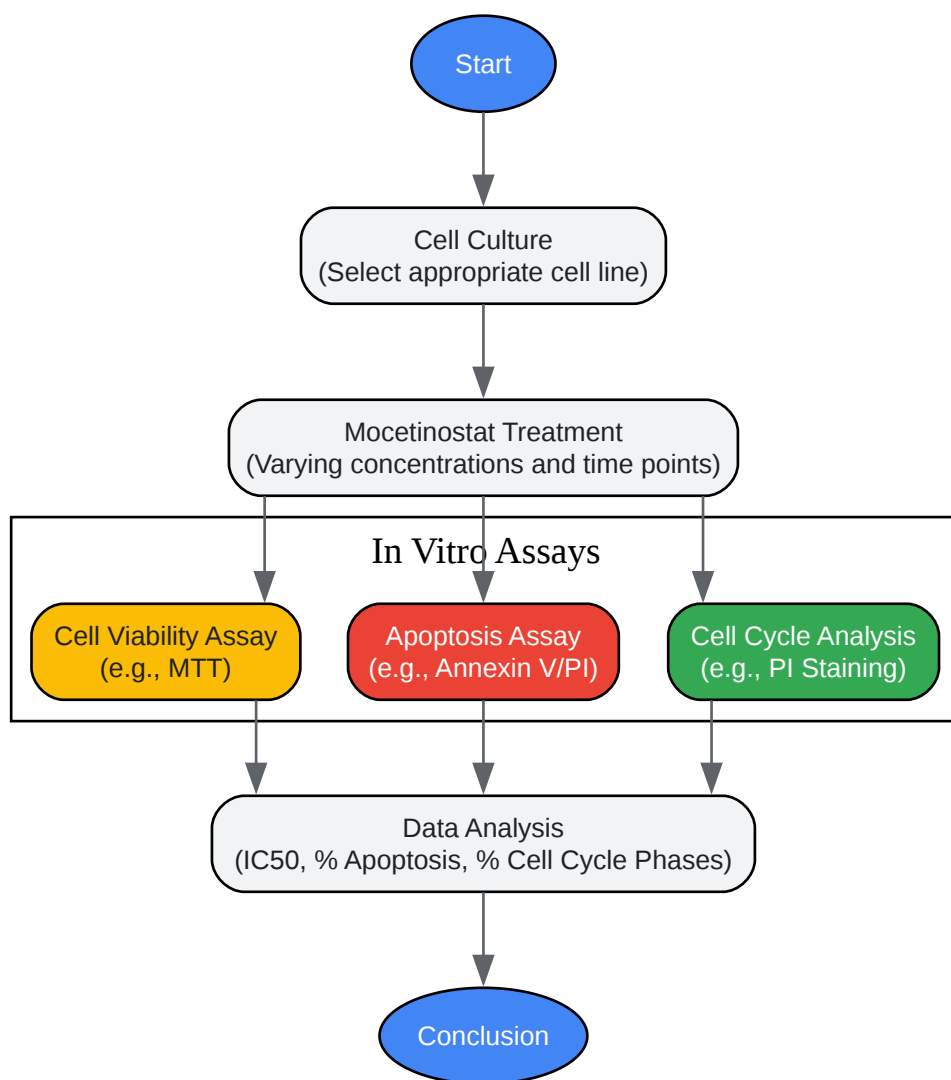 Start
Cell Culture
(Select appropriate cell line)
Mocetinostat Treatment
(Varying concentrations and time points)
In Vitro Assays
Cell Viability Assay
(e.g., MTT)
Apoptosis Assay
(e.g., Annexin V/PI)
Cell Cycle Analysis
(e.g., PI Staining)
Data Analysis
(IC50, % Apoptosis, % Cell Cycle Phases)
Conclusion